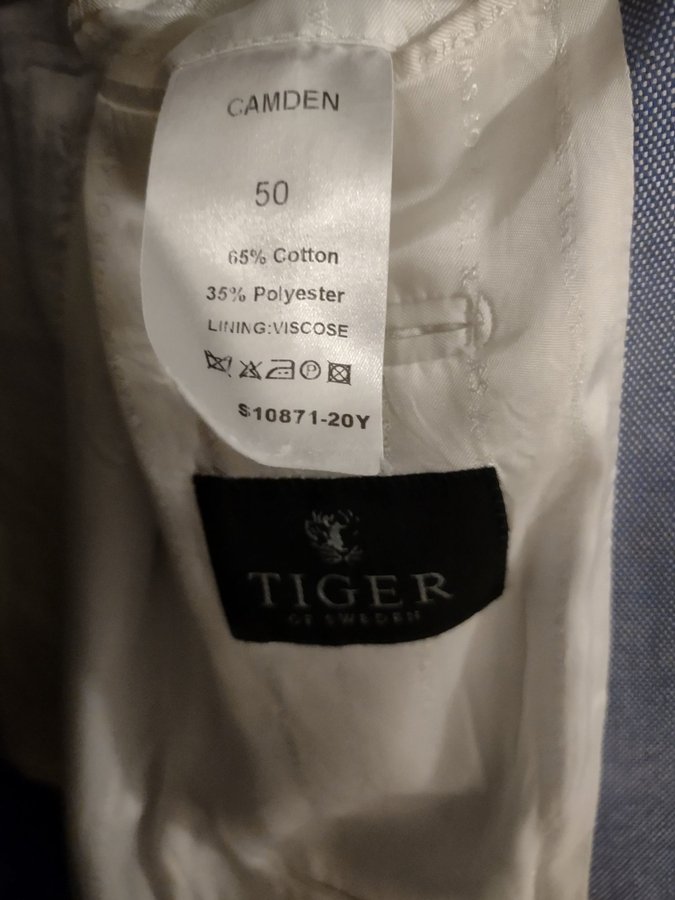 CAMDEN
50
65% Cotton
35% Polyester
LINING:VISCOSE
P
S10871-20Y
TIGER
OF SWEDEN